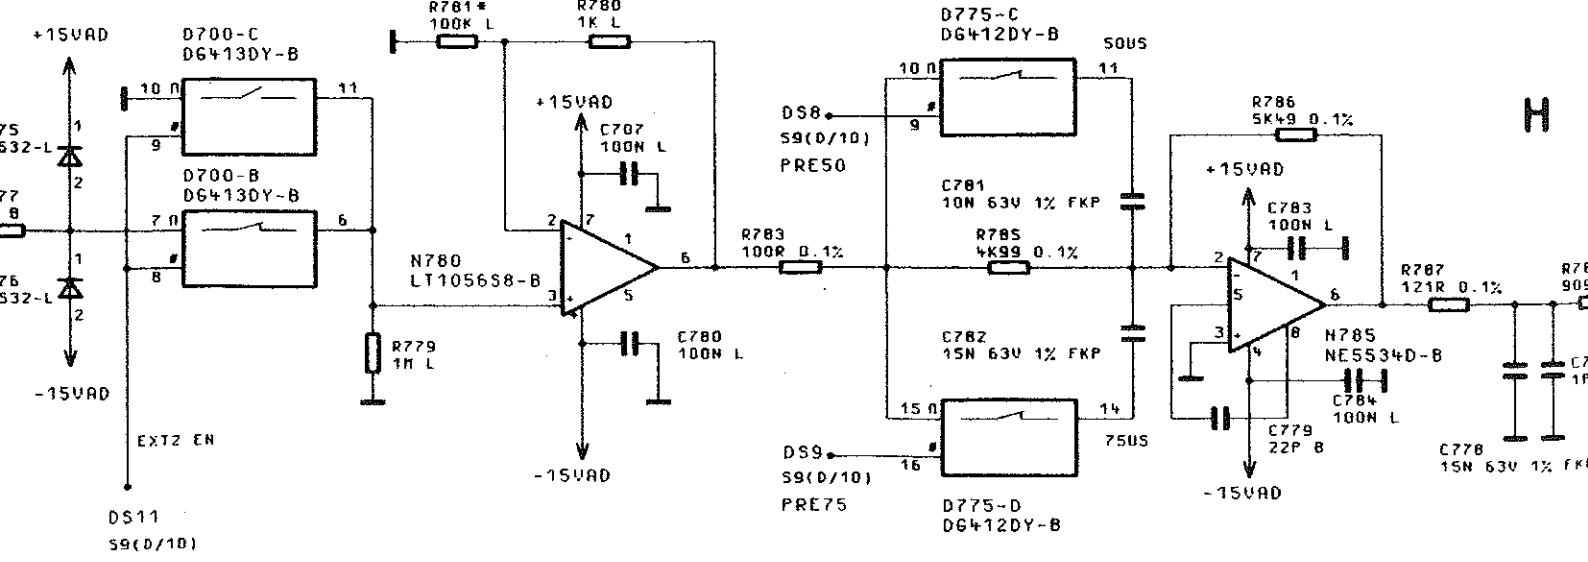 +15VAD
D700-C
DG413DY-B
10 П
11
#
9
1
2
D700-B
DG413DY-B
7 П
6
#
8
1
2
-15VAD
EXT2 EN
DS11
S9(D/10)
R781*
100K L
R780
1K L
+15VAD
C707
100N L
2
7
-
1
6
5
3
+
4
N780
LT1056S8-B
R779
1M L
C780
100N L
-15VAD
D775-C
DG412DY-B
50US
10 П
11
#
9
DS8
S9(D/10)
PRE50
C781
10N 63V 1% FKP
R783
100R 0.1%
R785
4K99 0.1%
C782
15N 63V 1% FKP
15 П
14
#
16
75US
DS9
S9(D/10)
PRE75
D775-D
DG412DY-B
R786
5K49 0.1%
H
+15VAD
C783
100N L
2
7
-
1
5
6
3
+
4
8
N785
NE5534D-B
C784
100N L
C779
22P B
-15VAD
R787
121R 0.1%
C778
15N 63V 1%